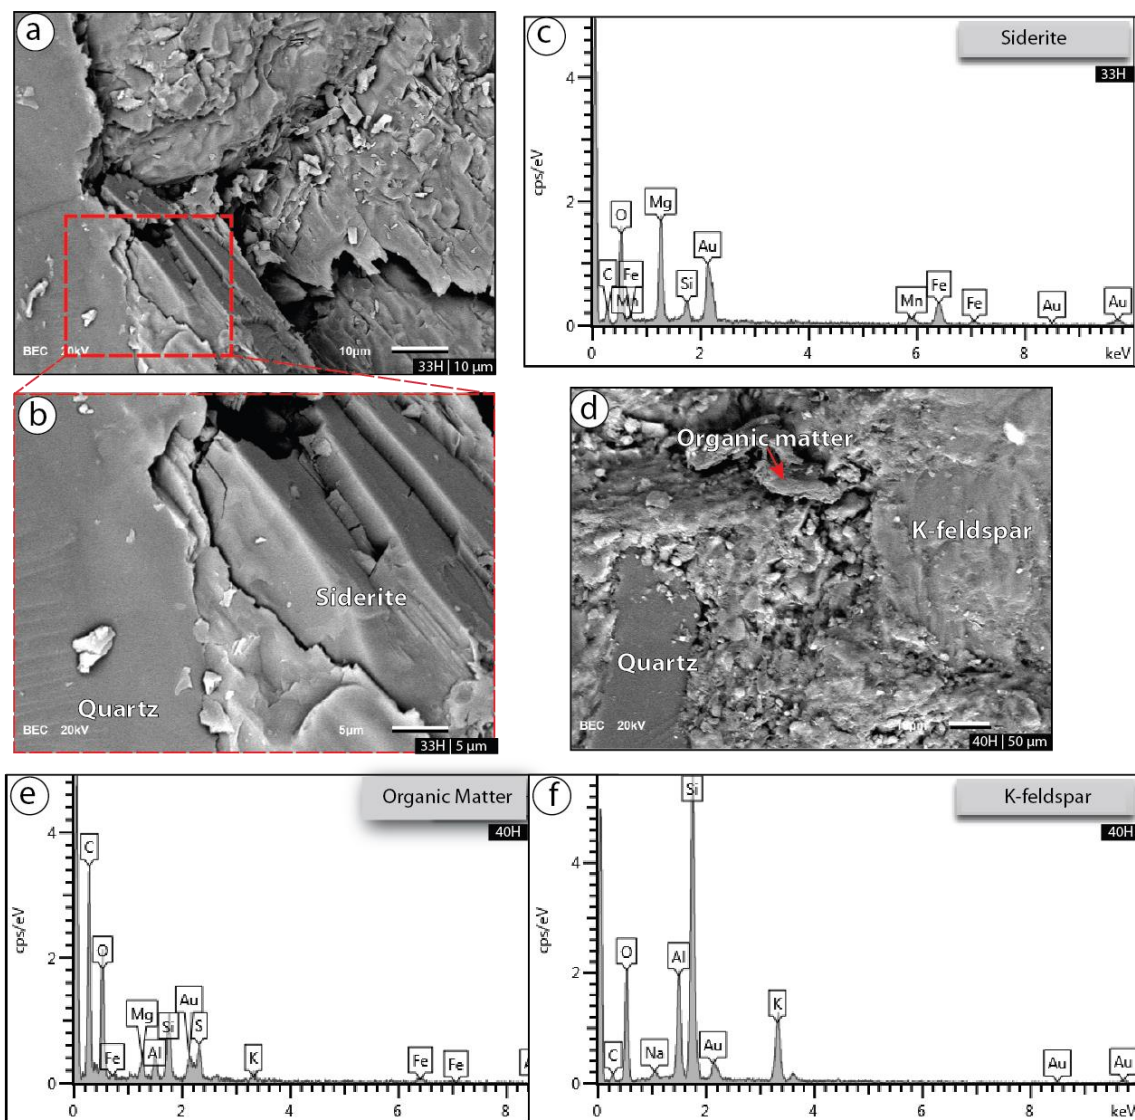 a
BEC 20kV
10µm
33H | 10 µm
b
Siderite
Quartz
BEC 20kV
5µm
33H | 5 µm
c
Siderite
33H
cps/eV
4
2
0
C
O
Fe
Mn
Mg
Si
Au
Mn
Fe
Fe
Au
Au
0
2
4
6
8
keV
d
Organic matter
K-feldspar
Quartz
BEC 20kV
40H | 50 µm
e
Organic Matter
40H
cps/eV
4
2
0
C
O
Fe
Mg
Al
Si
Au
S
K
Fe
Fe
0
2
4
6
8
f
K-feldspar
40H
cps/eV
4
2
0
C
O
Na
Al
Si
Au
K
Au
Au
0
2
4
6
8
keV